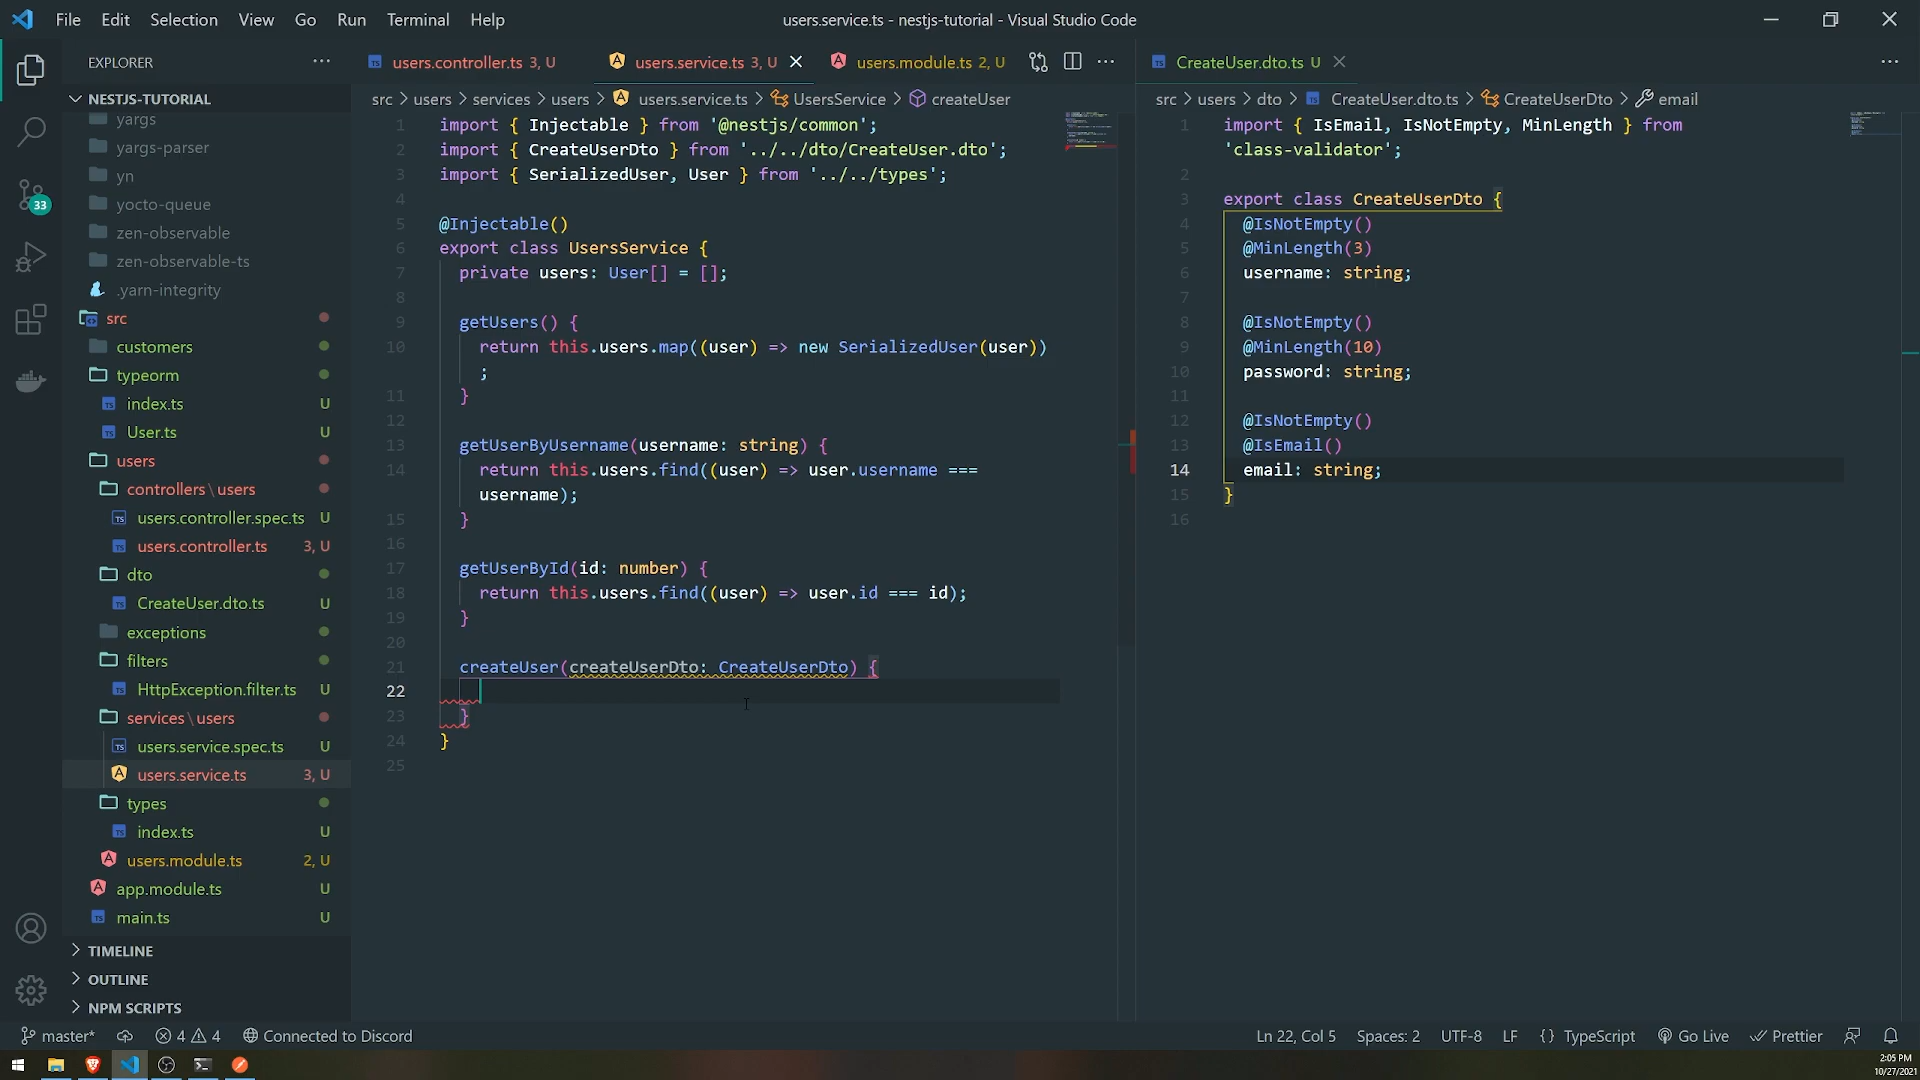 File Edit Selection View Go Run Terminal Help
users.service.ts - nestjs-tutorial - Visual Studio Code
EXPLORER
NESTJS-TUTORIAL
yargs
yargs-parser
yn
yocto-queue
zen-observable
zen-observable-ts
.yarn-integrity
src
customers
typeorm
index.ts U
User.ts U
users
controllers\users
users.controller.spec.ts U
users.controller.ts 3, U
dto
CreateUser.dto.ts U
exceptions
filters
HttpException.filter.ts U
services\users
users.service.spec.ts U
users.service.ts 3, U
types
index.ts U
users.module.ts 2, U
app.module.ts U
main.ts U
TIMELINE
OUTLINE
NPM SCRIPTS
33
users.controller.ts 3, U
users.service.ts 3, U
users.module.ts 2, U
src > users > services > users > users.service.ts > UsersService > createUser
1 import { Injectable } from '@nestjs/common';
2 import { CreateUserDto } from '../../dto/CreateUser.dto';
3 import { SerializedUser, User } from '../../types';
4
5 @Injectable()
6 export class UsersService {
7 private users: User[] = [];
8
9 getUsers() {
10 return this.users.map((user) => new SerializedUser(user))
;
11 }
12
13 getUserByUsername(username: string) {
14 return this.users.find((user) => user.username ===
username);
15 }
16
17 getUserById(id: number) {
18 return this.users.find((user) => user.id === id);
19 }
20
21 createUser(createUserDto: CreateUserDto) {
22
23 }
24 }
25
CreateUser.dto.ts U
src > users > dto > CreateUser.dto.ts > CreateUserDto > email
1 import { IsEmail, IsNotEmpty, MinLength } from
'class-validator';
2
3 export class CreateUserDto {
4 @IsNotEmpty()
5 @MinLength(3)
6 username: string;
7
8 @IsNotEmpty()
9 @MinLength(10)
10 password: string;
11
12 @IsNotEmpty()
13 @IsEmail()
14 email: string;
15 }
16
master* 4 4 Connected to Discord
Ln 22, Col 5 Spaces: 2 UTF-8 LF {} TypeScript Go Live Prettier
2:05 PM
10/27/2021